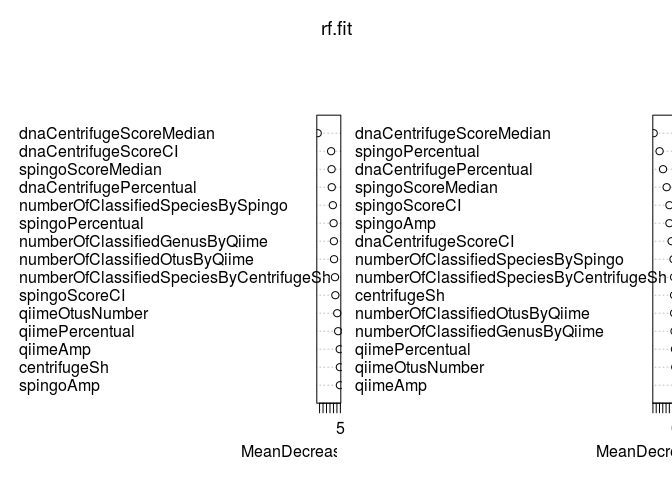 rf.fit
dnaCentrifugeScoreMedian
dnaCentrifugeScoreCI
spingoScoreMedian
dnaCentrifugePercentual
numberOfClassifiedSpeciesBySpingo
spingoPercentual
numberOfClassifiedGenusByQiime
numberOfClassifiedOtusByQiime
numberOfClassifiedSpeciesByCentrifugeSh
spingoScoreCI
qiimeOtusNumber
qiimePercentual
qiimeAmp
centrifugeSh
spingoAmp
5
MeanDecreas
dnaCentrifugeScoreMedian
spingoPercentual
dnaCentrifugePercentual
spingoScoreMedian
spingoScoreCI
spingoAmp
dnaCentrifugeScoreCI
numberOfClassifiedSpeciesBySpingo
numberOfClassifiedSpeciesByCentrifugeSh
centrifugeSh
numberOfClassifiedOtusByQiime
numberOfClassifiedGenusByQiime
qiimePercentual
qiimeOtusNumber
qiimeAmp
MeanDecre